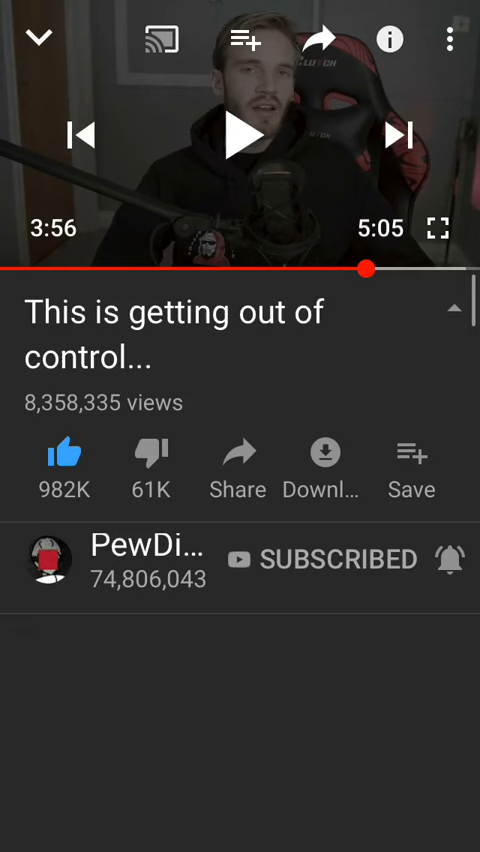 CLUTCH
3:56
5:05
This is getting out of
control...
8,358,335 views
982K
61K
Share
Downl...
Save
PewDi...
SUBSCRIBED
74,806,043